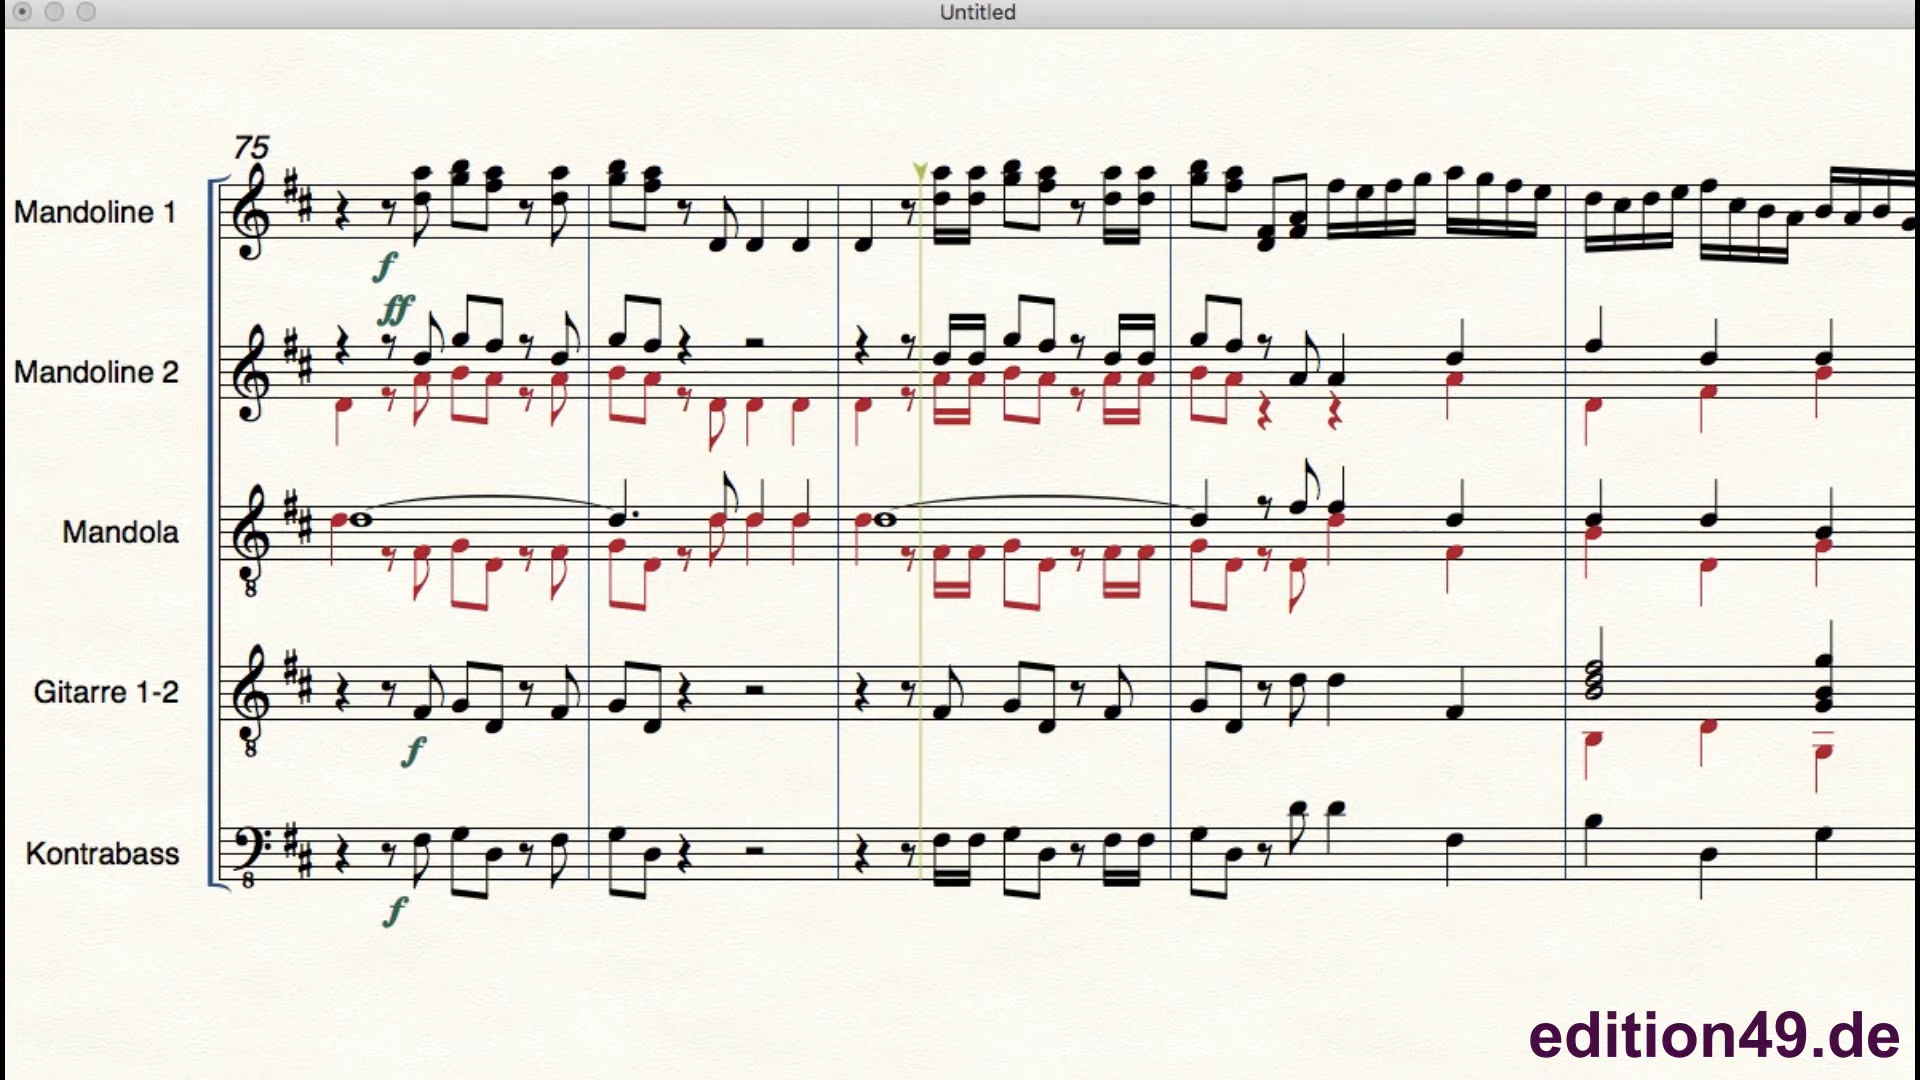 Untitled
75
Mandoline 1
f
ff
Mandoline 2
Mandola
8
Gitarre 1-2
8
f
Kontrabass
8
f
edition49.de